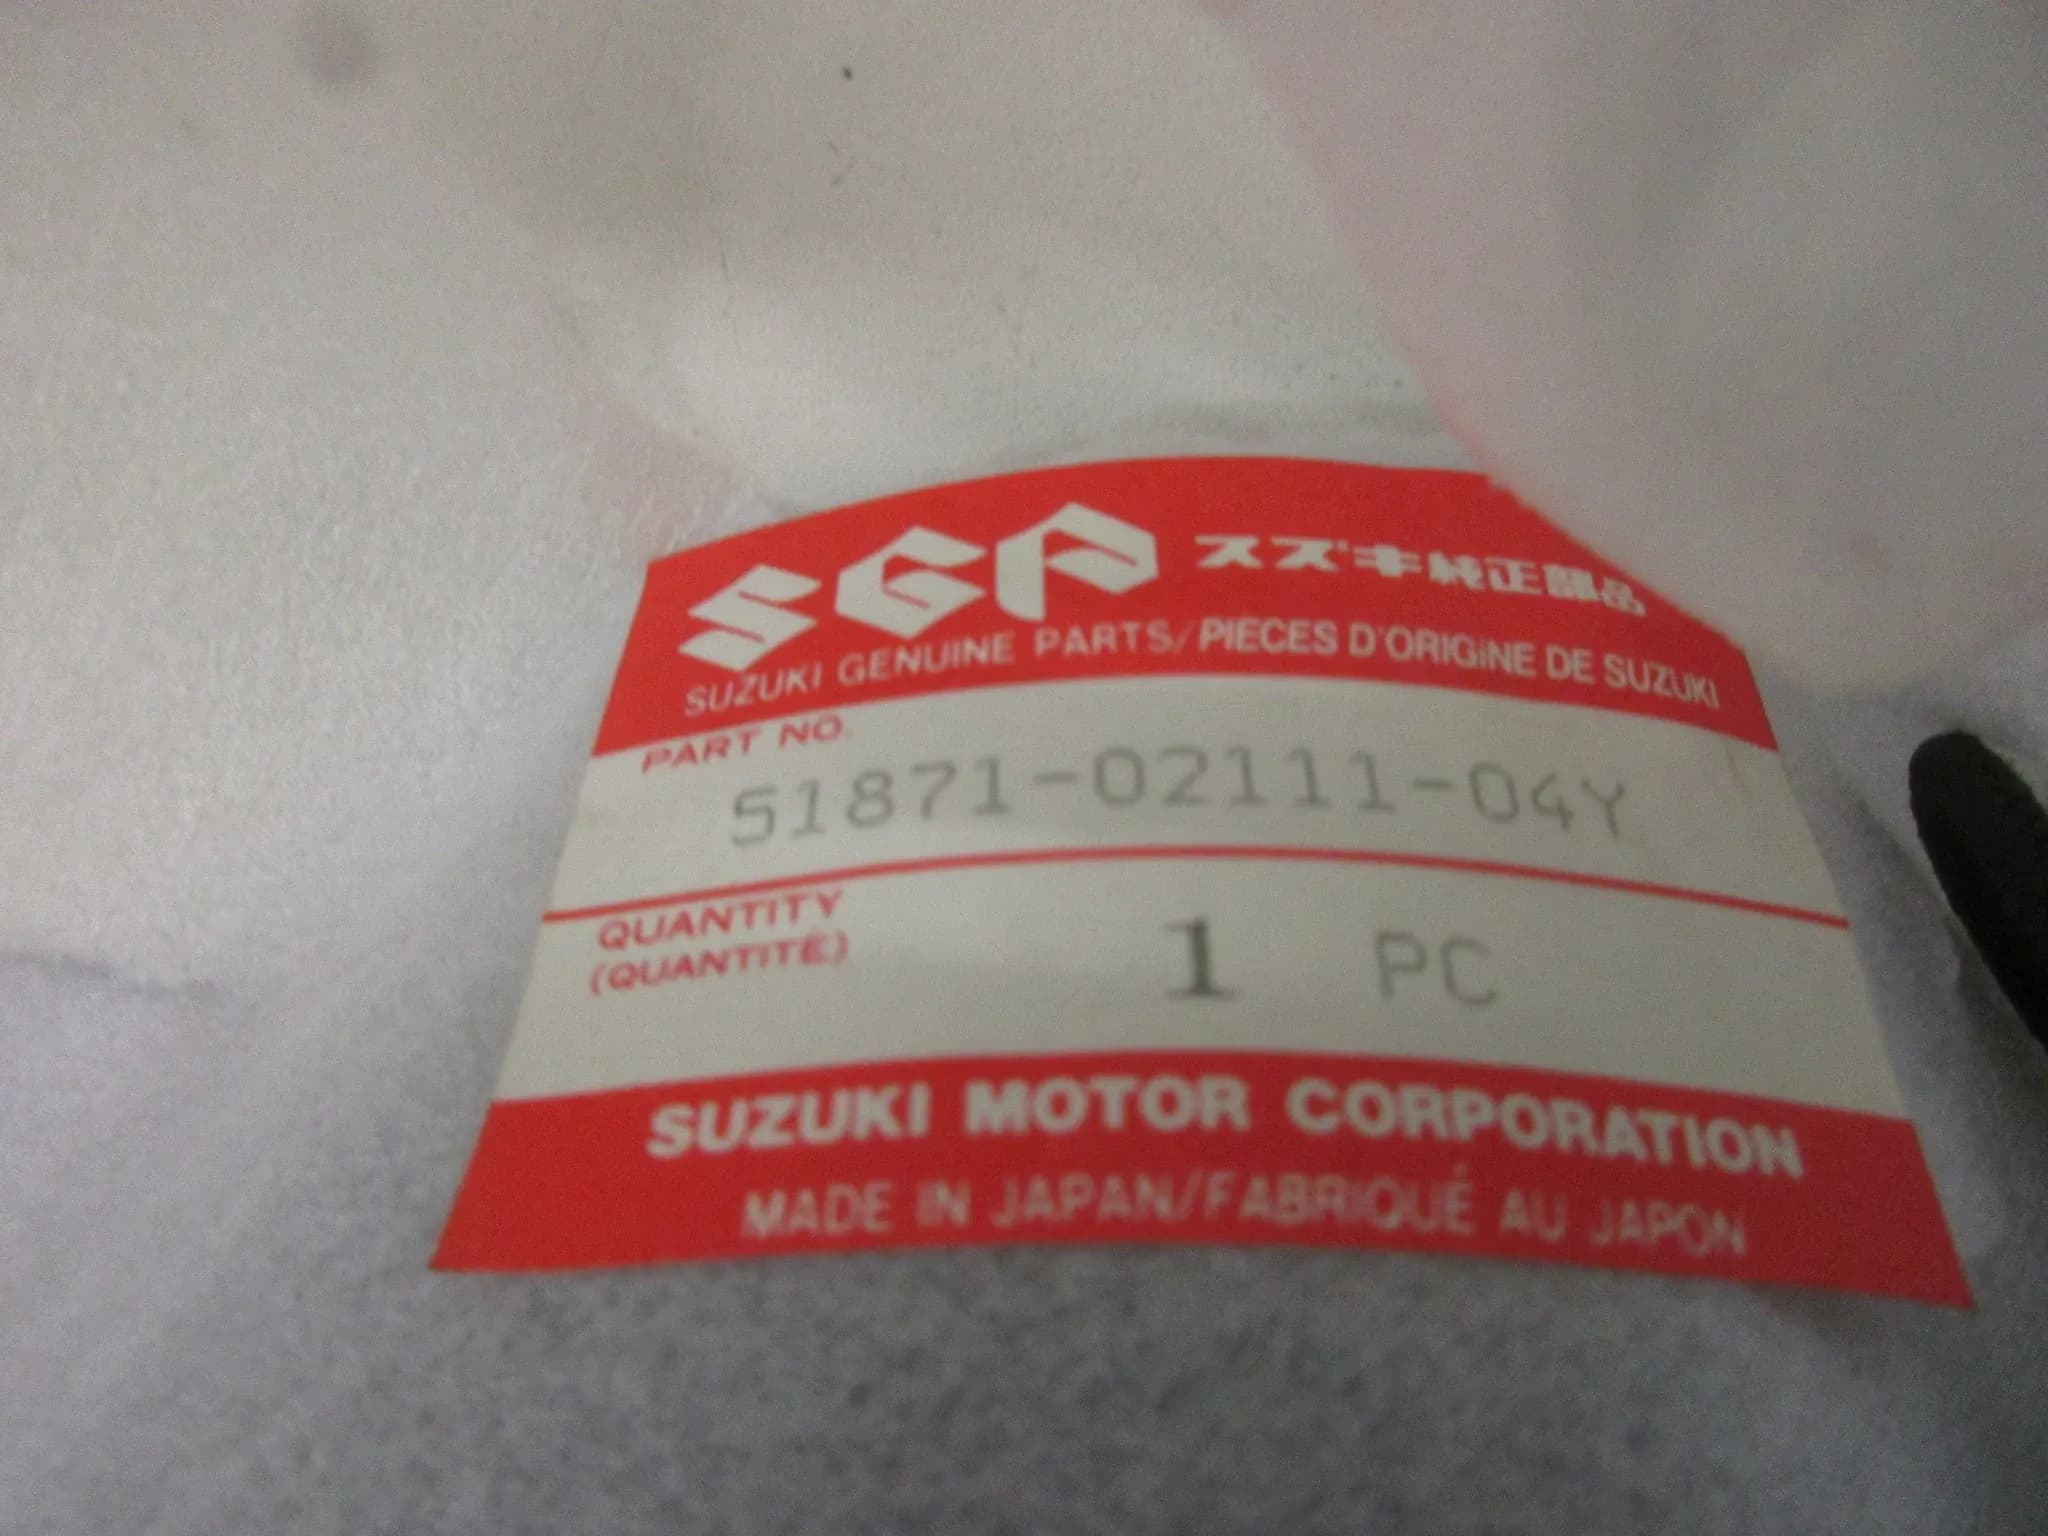 SGP スズキ純正部品
SUZUKI GENUINE PARTS/PIÈCES D'ORIGINE DE SUZUKI
PART NO.
51871-02111-04Y
QUANTITY
(QUANTITÉ)
1 PC
SUZUKI MOTOR CORPORATION
MADE IN JAPAN/FABRIQUÉ AU JAPON